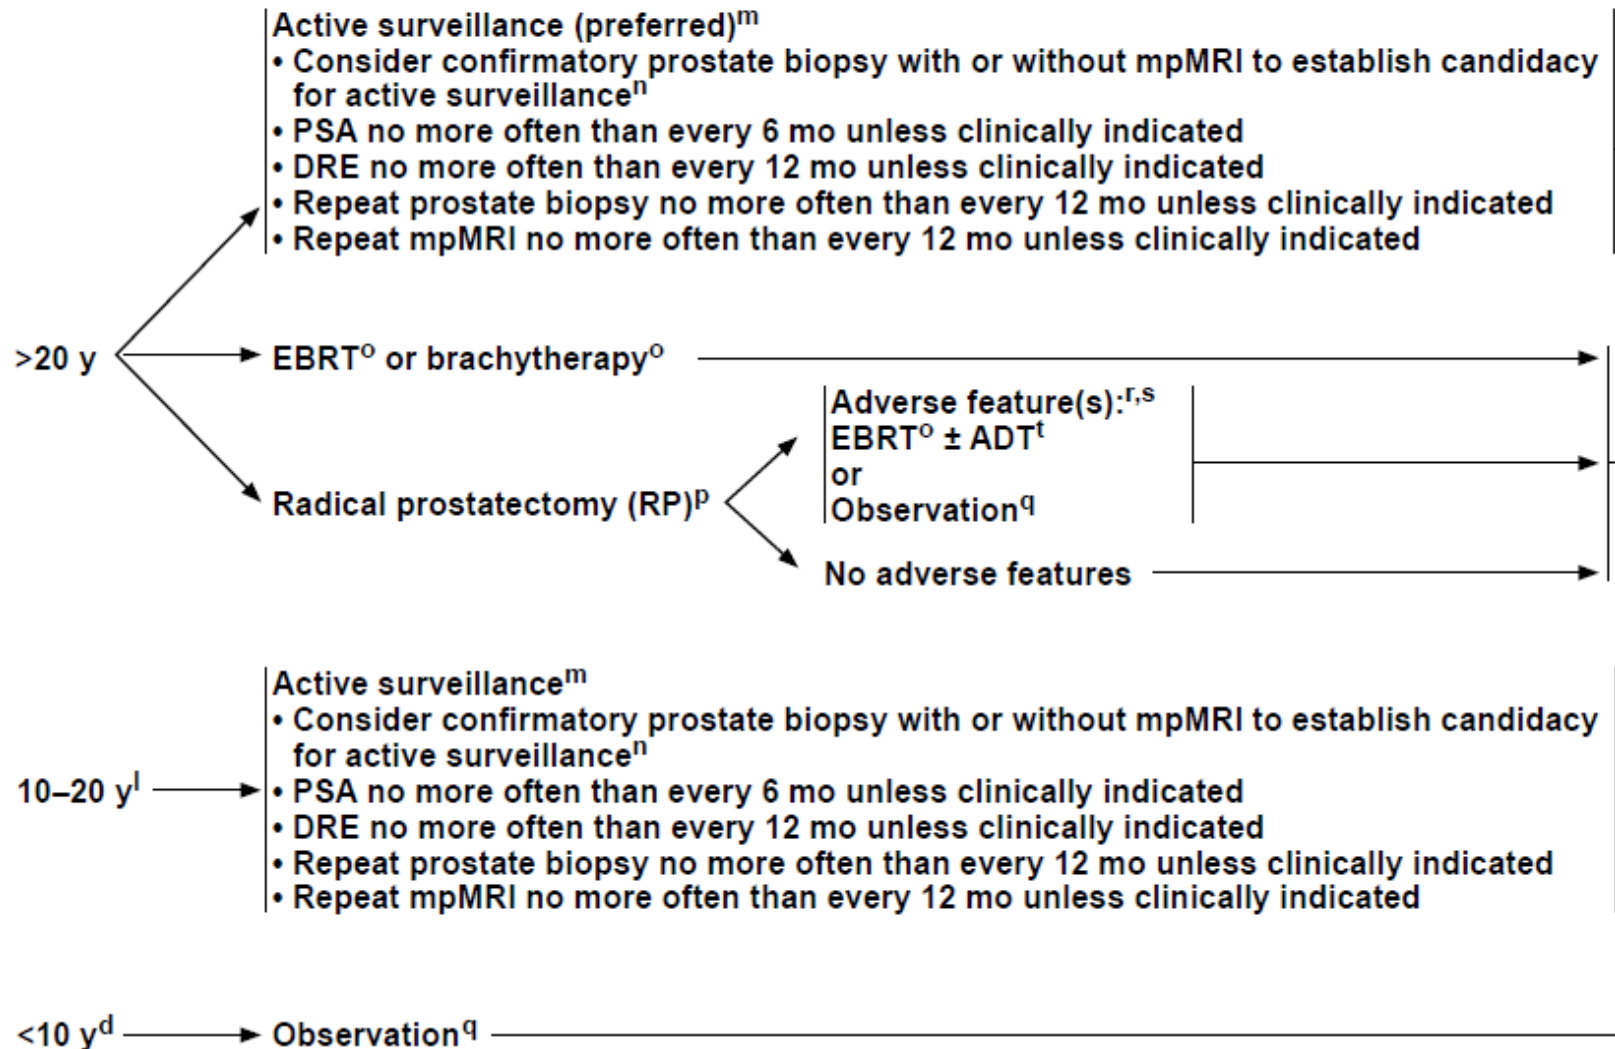 Active surveillance (preferred)ᵐ
• Consider confirmatory prostate biopsy with or without mpMRI to establish candidacy
for active surveillanceⁿ
• PSA no more often than every 6 mo unless clinically indicated
• DRE no more often than every 12 mo unless clinically indicated
• Repeat prostate biopsy no more often than every 12 mo unless clinically indicated
• Repeat mpMRI no more often than every 12 mo unless clinically indicated
>20 y
EBRTᵒ or brachytherapyᵒ
Radical prostatectomy (RP)ᵖ
Adverse feature(s):ʳ,ˢ
EBRTᵒ ± ADTᵗ
or
Observation^q
No adverse features
10–20 yˡ
Active surveillanceᵐ
• Consider confirmatory prostate biopsy with or without mpMRI to establish candidacy
for active surveillanceⁿ
• PSA no more often than every 6 mo unless clinically indicated
• DRE no more often than every 12 mo unless clinically indicated
• Repeat prostate biopsy no more often than every 12 mo unless clinically indicated
• Repeat mpMRI no more often than every 12 mo unless clinically indicated
<10 yᵈ
Observation^q